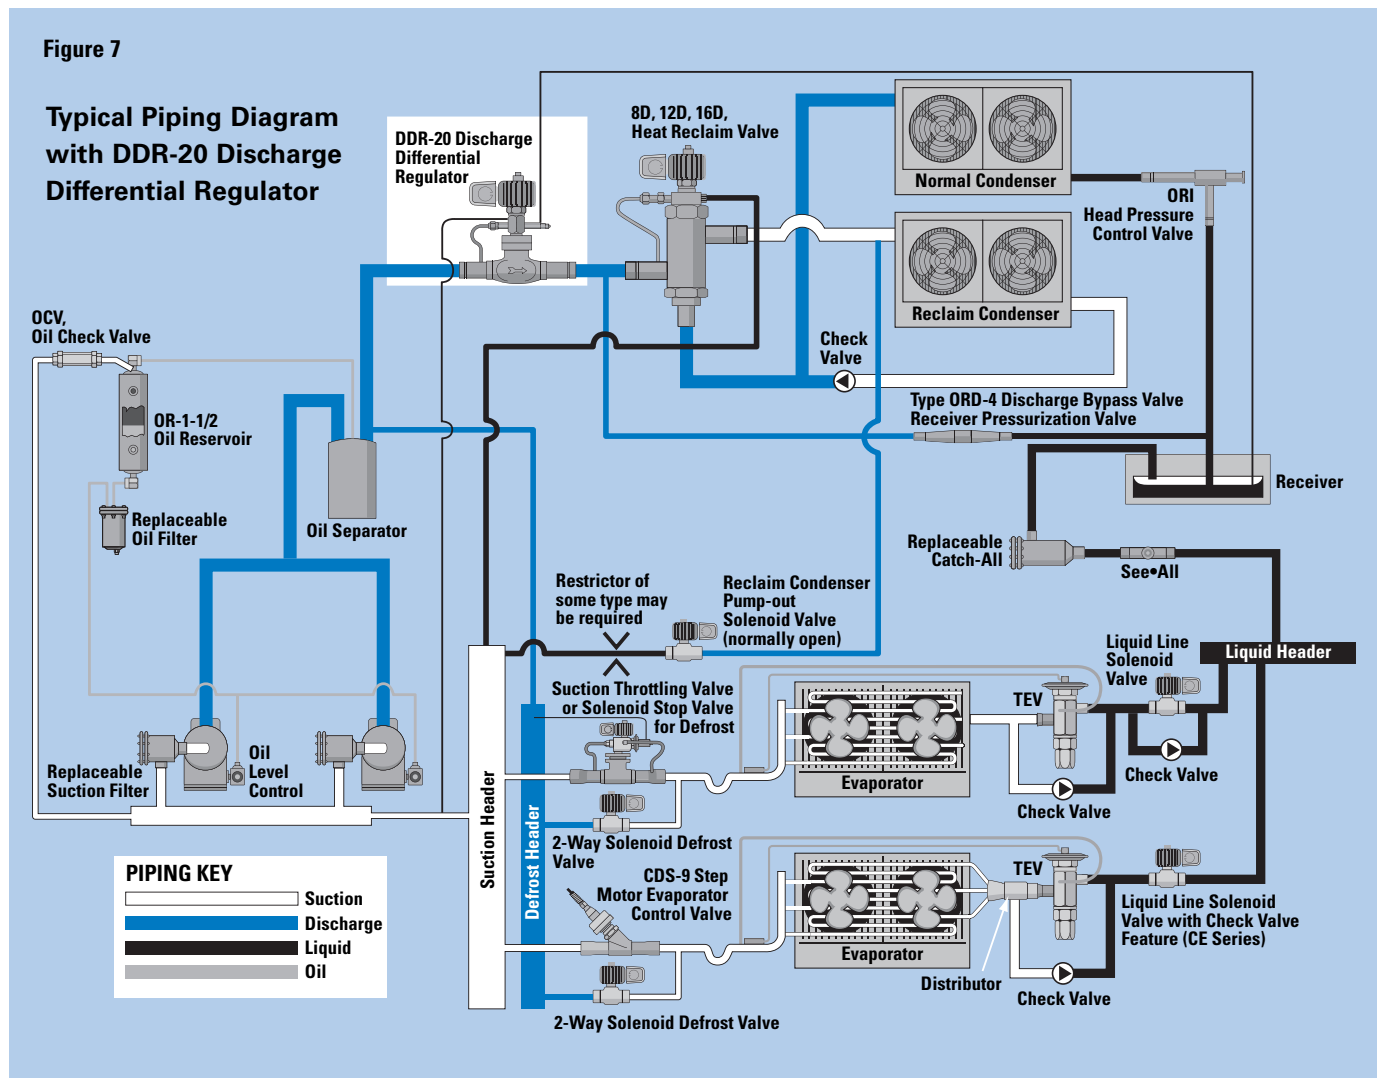 Figure 7
Typical Piping Diagram
with DDR-20 Discharge
Differential Regulator
DDR-20 Discharge
Differential
Regulator
8D, 12D, 16D,
Heat Reclaim Valve
Normal Condenser
ORI
Head Pressure
Control Valve
Reclaim Condenser
OCV,
Oil Check Valve
Check
Valve
OR-1-1/2
Oil Reservoir
Type ORD-4 Discharge Bypass Valve
Receiver Pressurization Valve
Receiver
Replaceable
Oil Filter
Oil Separator
Replaceable
Catch-All
See•All
Restrictor of
some type may
be required
Reclaim Condenser
Pump-out
Solenoid Valve
(normally open)
Liquid Line
Solenoid
Valve
Liquid Header
Suction Throttling Valve
or Solenoid Stop Valve
for Defrost
TEV
Replaceable
Suction Filter
Oil
Level
Control
Evaporator
Check Valve
Check Valve
Suction Header
Defrost Header
2-Way Solenoid Defrost
Valve
CDS-9 Step
Motor Evaporator
Control Valve
TEV
Liquid Line Solenoid
Valve with Check Valve
Feature (CE Series)
Evaporator
Distributor
Check Valve
2-Way Solenoid Defrost Valve
PIPING KEY
Suction
Discharge
Liquid
Oil